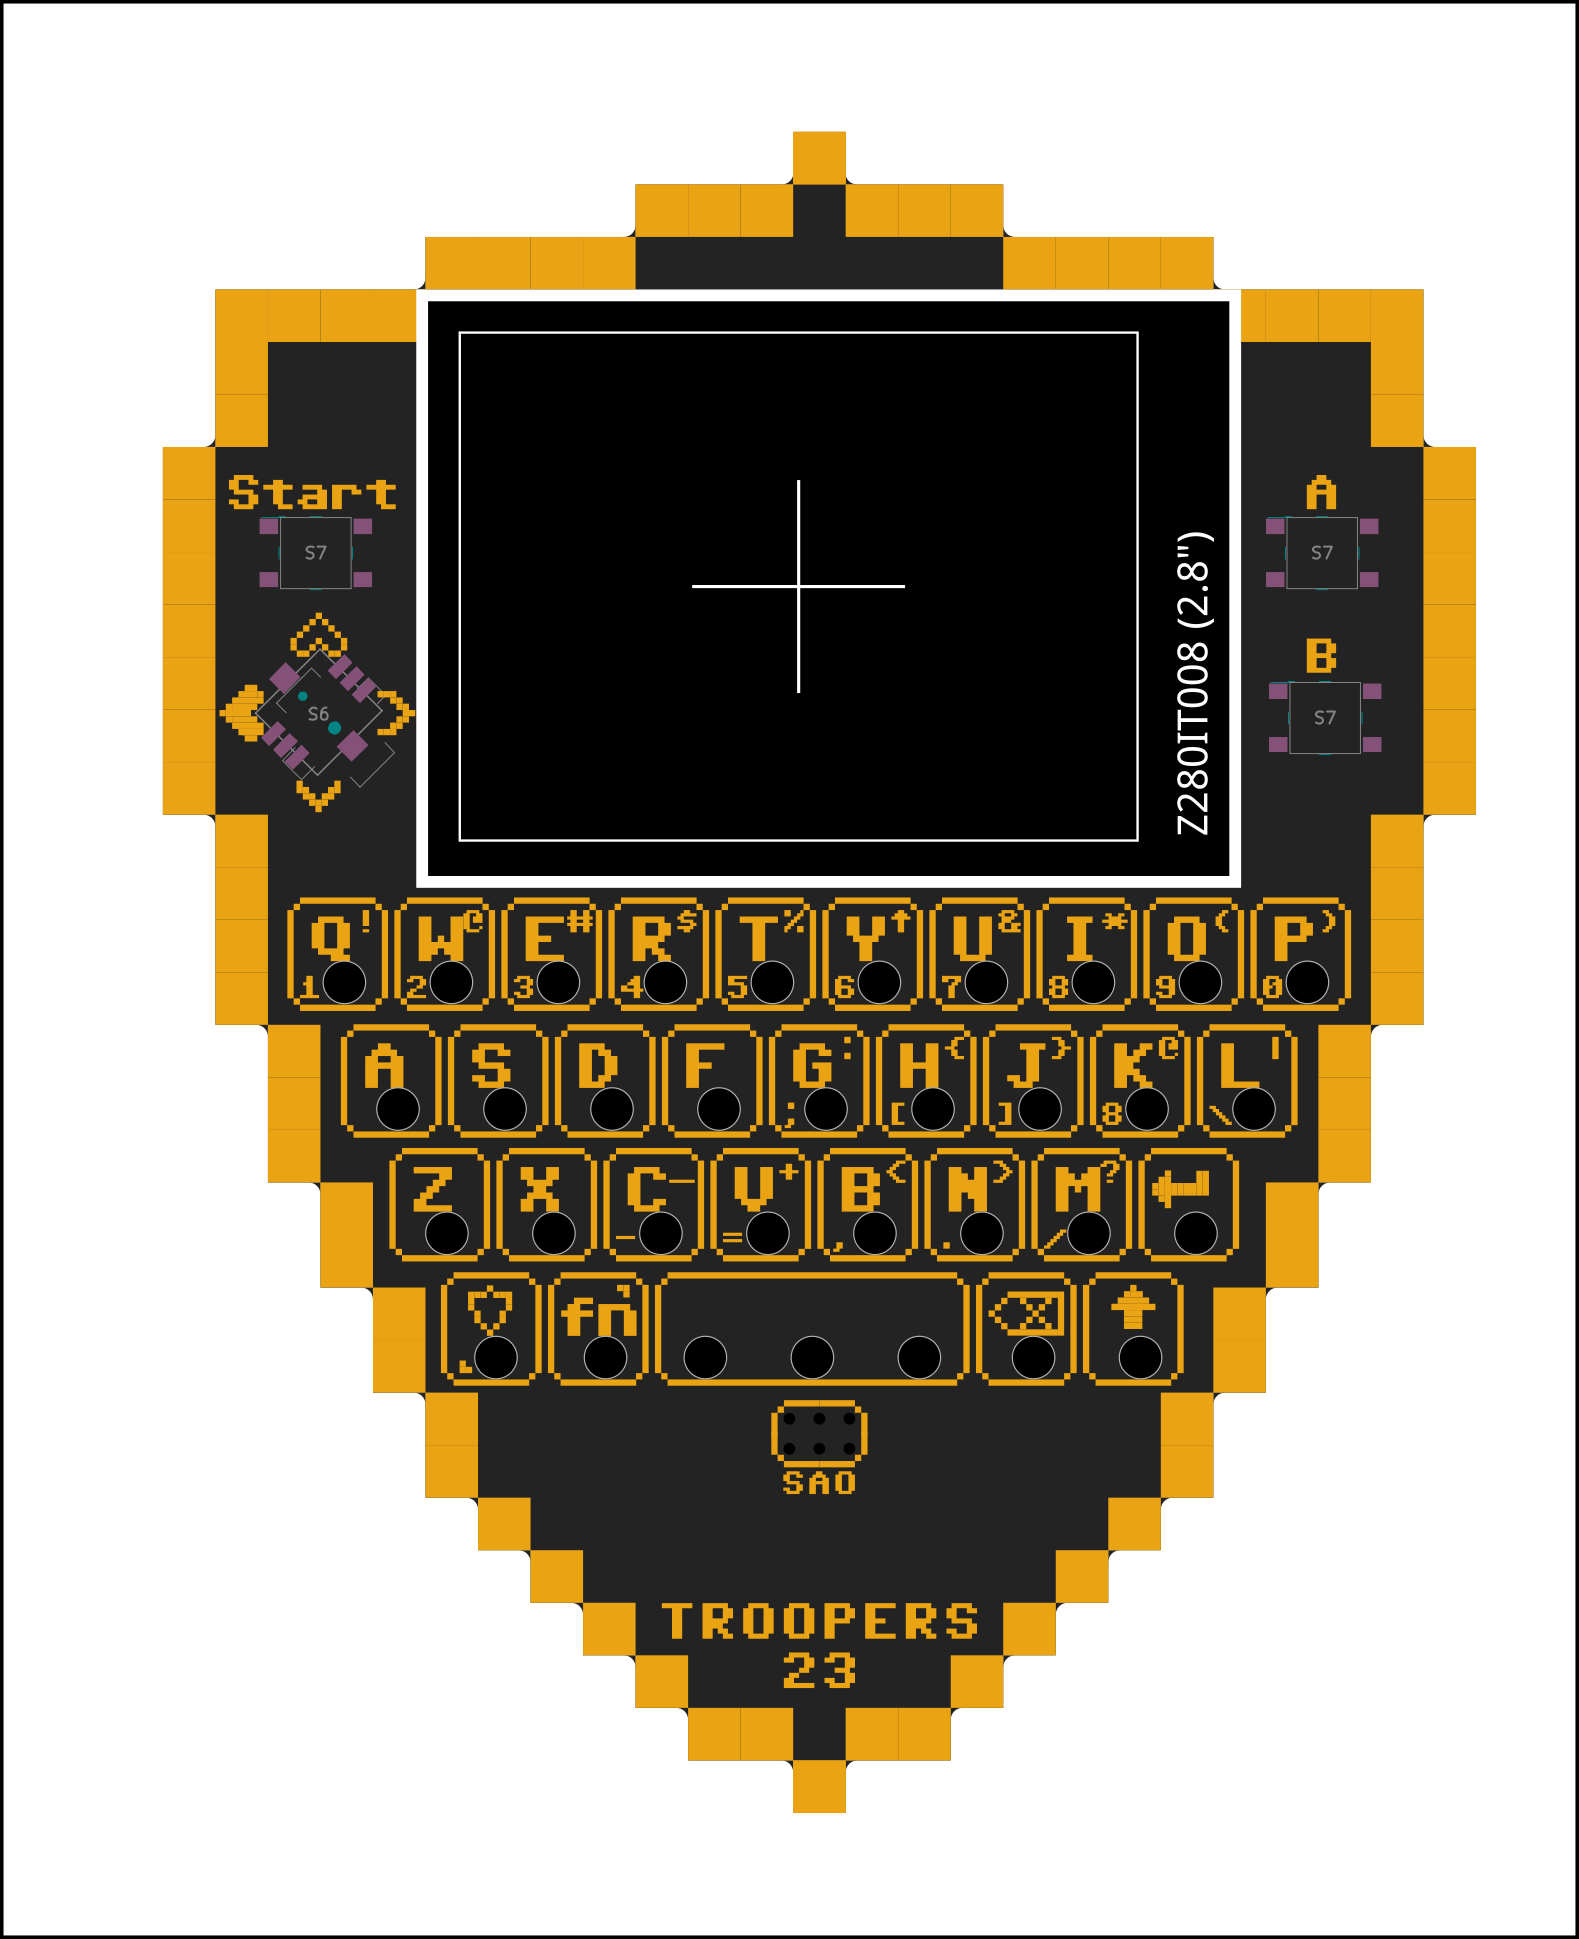 Start
A
S7
S7
B
S6
S7
Z280IT008 (2.8")
Q ! 1
W @ 2
E # 3
R $ 4
T % 5
Y ↑ 6
U & 7
I * 8
O ( 9
P ) 0
A
S
D
F
G : ;
H { [
J } ]
K @ 8
L ' \
Z
X
C — –
V + =
B < ,
N > .
M ? /
fn
SAO
TROOPERS
23